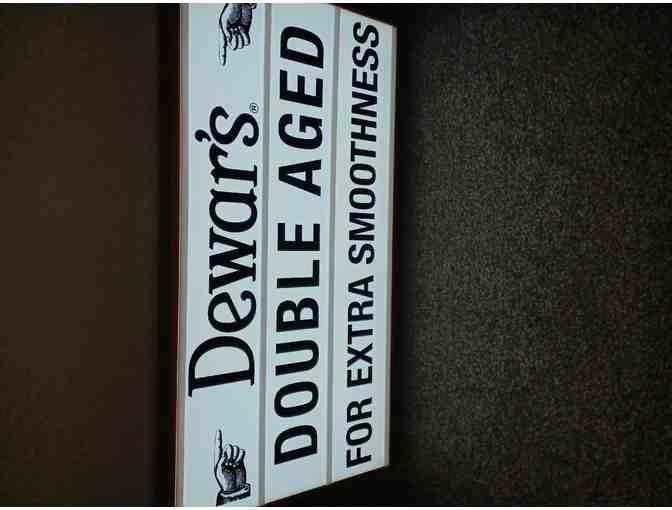 Dewar's®
DOUBLE AGED
FOR EXTRA SMOOTHNESS